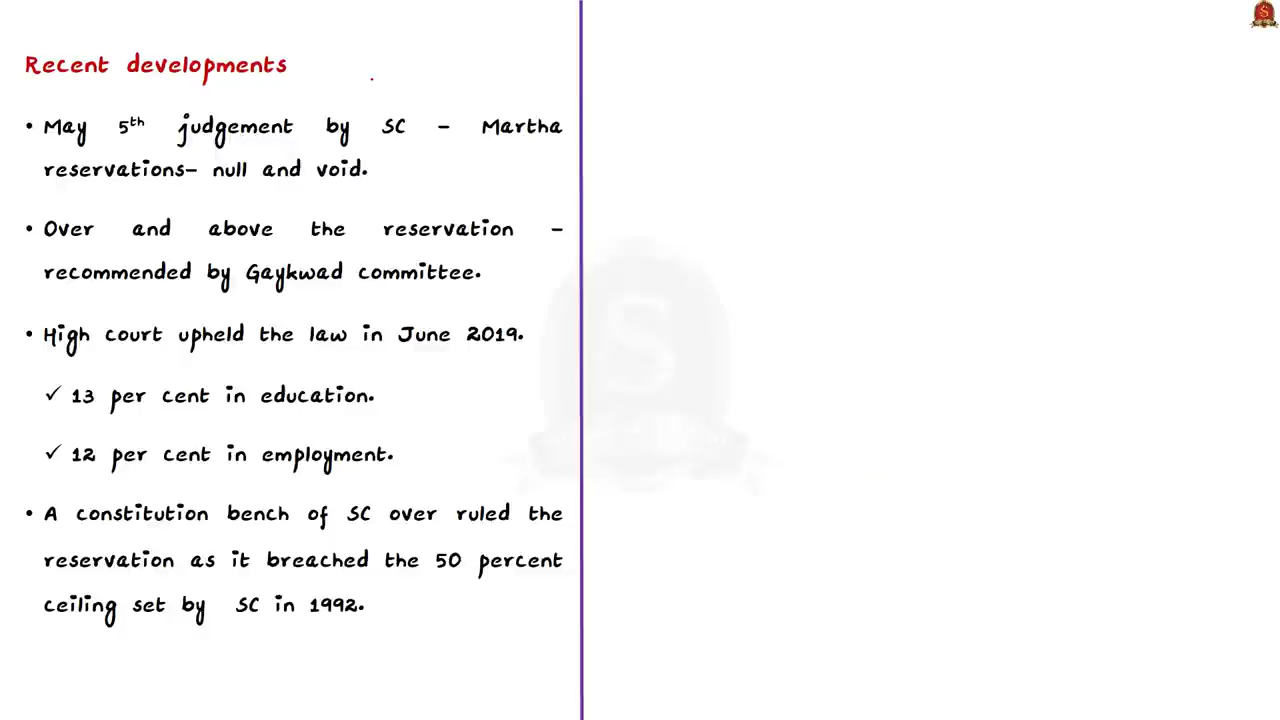 Recent developments
• May 5th judgement by SC – Martha
reservations– null and void.
• Over and above the reservation –
recommended by Gaykwad committee.
• High court upheld the law in June 2019.
✓ 13 per cent in education.
✓ 12 per cent in employment.
• A constitution bench of SC over ruled the
reservation as it breached the 50 percent
ceiling set by SC in 1992.